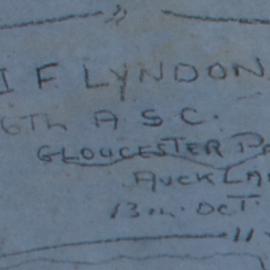 I F LYNDON
6TH A S C.
GLOUCESTER
AUCKLA
13TH. OCT.